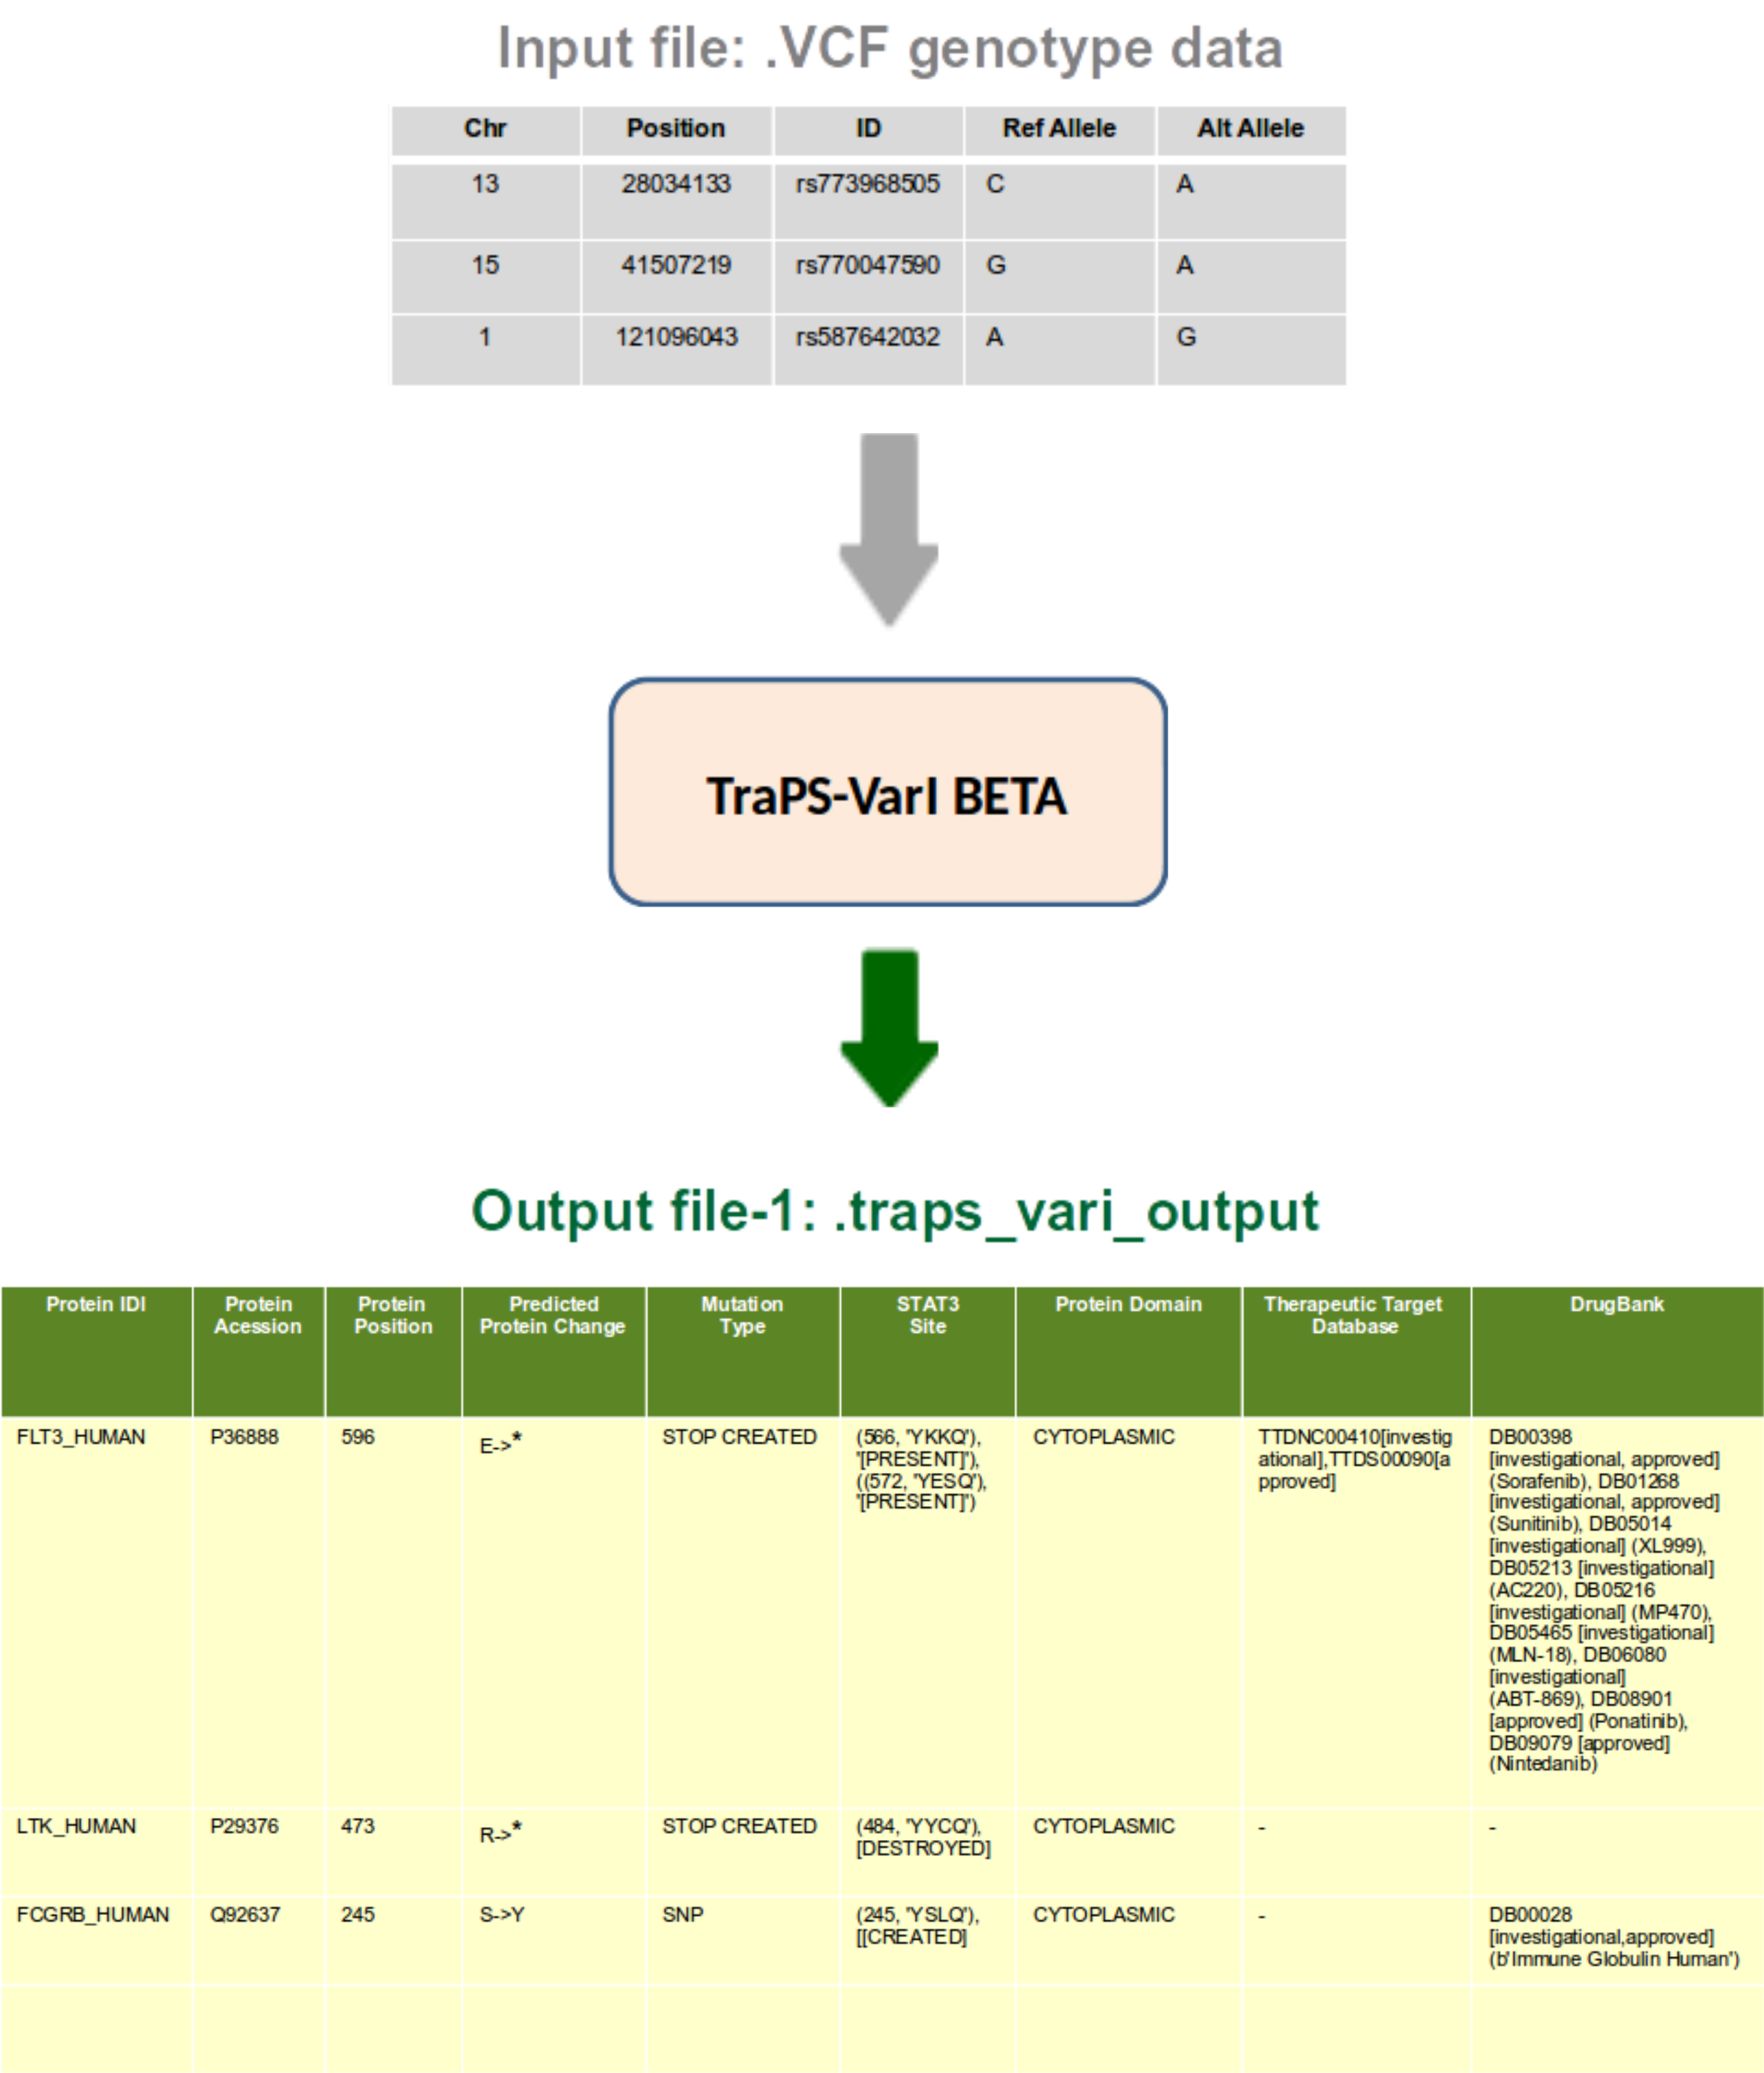 Input file: .VCF genotype data
Chr Position ID Ref Allele Alt Allele
13 28034133 rs773968505 C A
15 41507219 rs770047590 G A
1 121096043 rs587642032 A G
TraPS-VarI BETA
Output file-1: .traps_vari_output
Protein IDI
Protein
Acession
Protein
Position
Predicted
Protein Change
Mutation
Type
STAT3
Site
Protein Domain
Therapeutic Target
Database
DrugBank
FLT3_HUMAN
P36888
596
E->*
STOP CREATED
(566, 'YKKQ'),
'[PRESENT]'),
((572, 'YESQ'),
'[PRESENT]')
CYTOPLASMIC
TTDNC00410[investig
ational],TTDS00090[a
pproved]
DB00398
[investigational, approved]
(Sorafenib), DB01268
[investigational, approved]
(Sunitinib), DB05014
[investigational] (XL999),
DB05213 [investigational]
(AC220), DB05216
[investigational] (MP470),
DB05465 [investigational]
(MLN-18), DB06080
[investigational]
(ABT-869), DB08901
[approved] (Ponatinib),
DB09079 [approved]
(Nintedanib)
LTK_HUMAN
P29376
473
R->*
STOP CREATED
(484, 'YYCQ'),
[DESTROYED]
CYTOPLASMIC
-
-
FCGRB_HUMAN
Q92637
245
S->Y
SNP
(245, 'YSLQ'),
[[CREATED]
CYTOPLASMIC
-
DB00028
[investigational,approved]
(b'Immune Globulin Human')